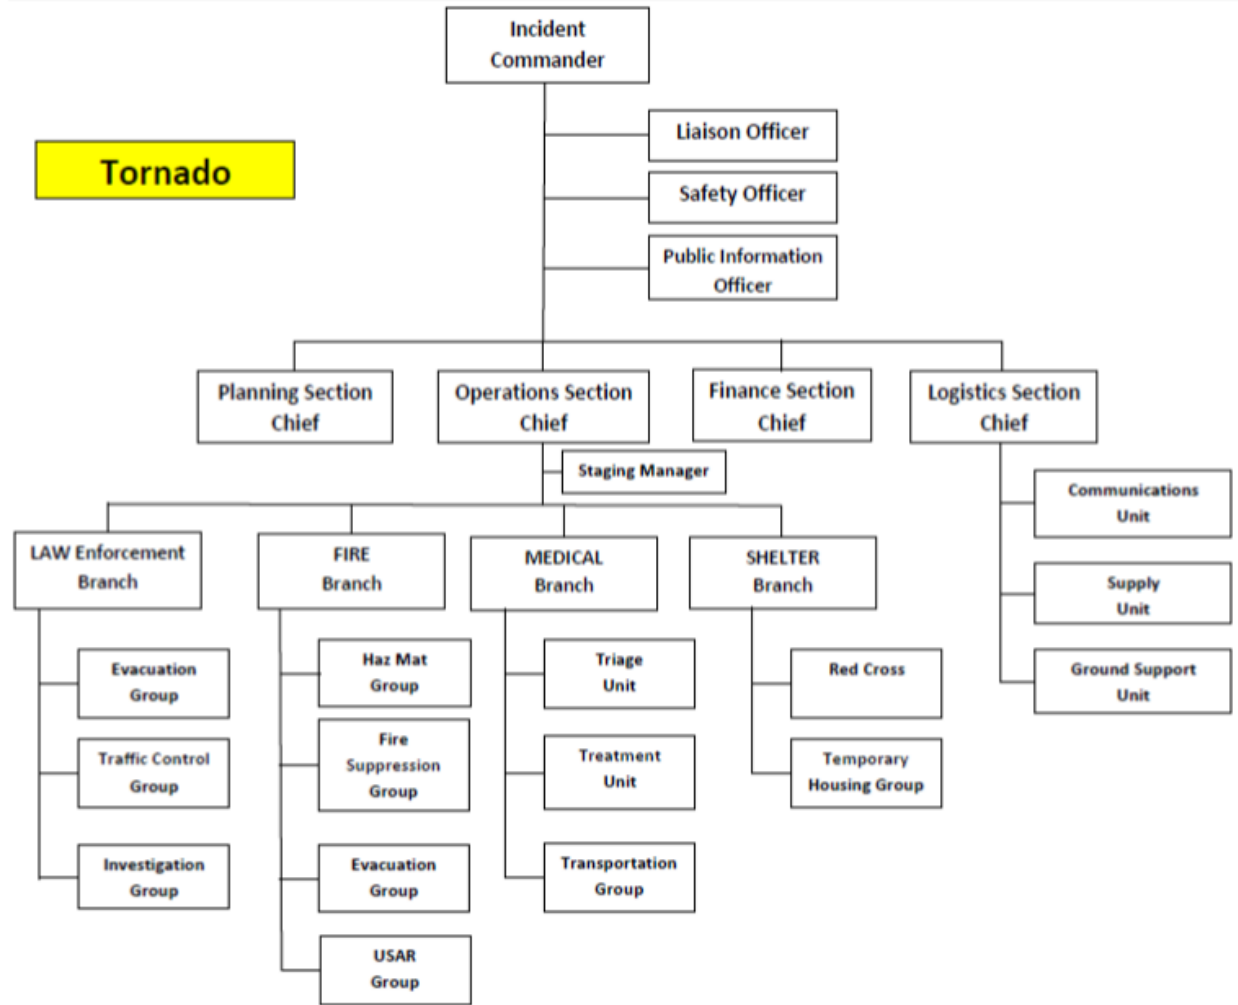 Incident
Commander
Liaison Officer
Tornado
Safety Officer
Public Information
Officer
Planning Section
Chief
Operations Section
Chief
Finance Section
Chief
Logistics Section
Chief
Staging Manager
Communications
Unit
LAW Enforcement
Branch
FIRE
Branch
MEDICAL
Branch
SHELTER
Branch
Supply
Unit
Evacuation
Group
Haz Mat
Group
Triage
Unit
Red Cross
Ground Support
Unit
Traffic Control
Group
Fire
Suppression
Group
Treatment
Unit
Temporary
Housing Group
Investigation
Group
Evacuation
Group
Transportation
Group
USAR
Group